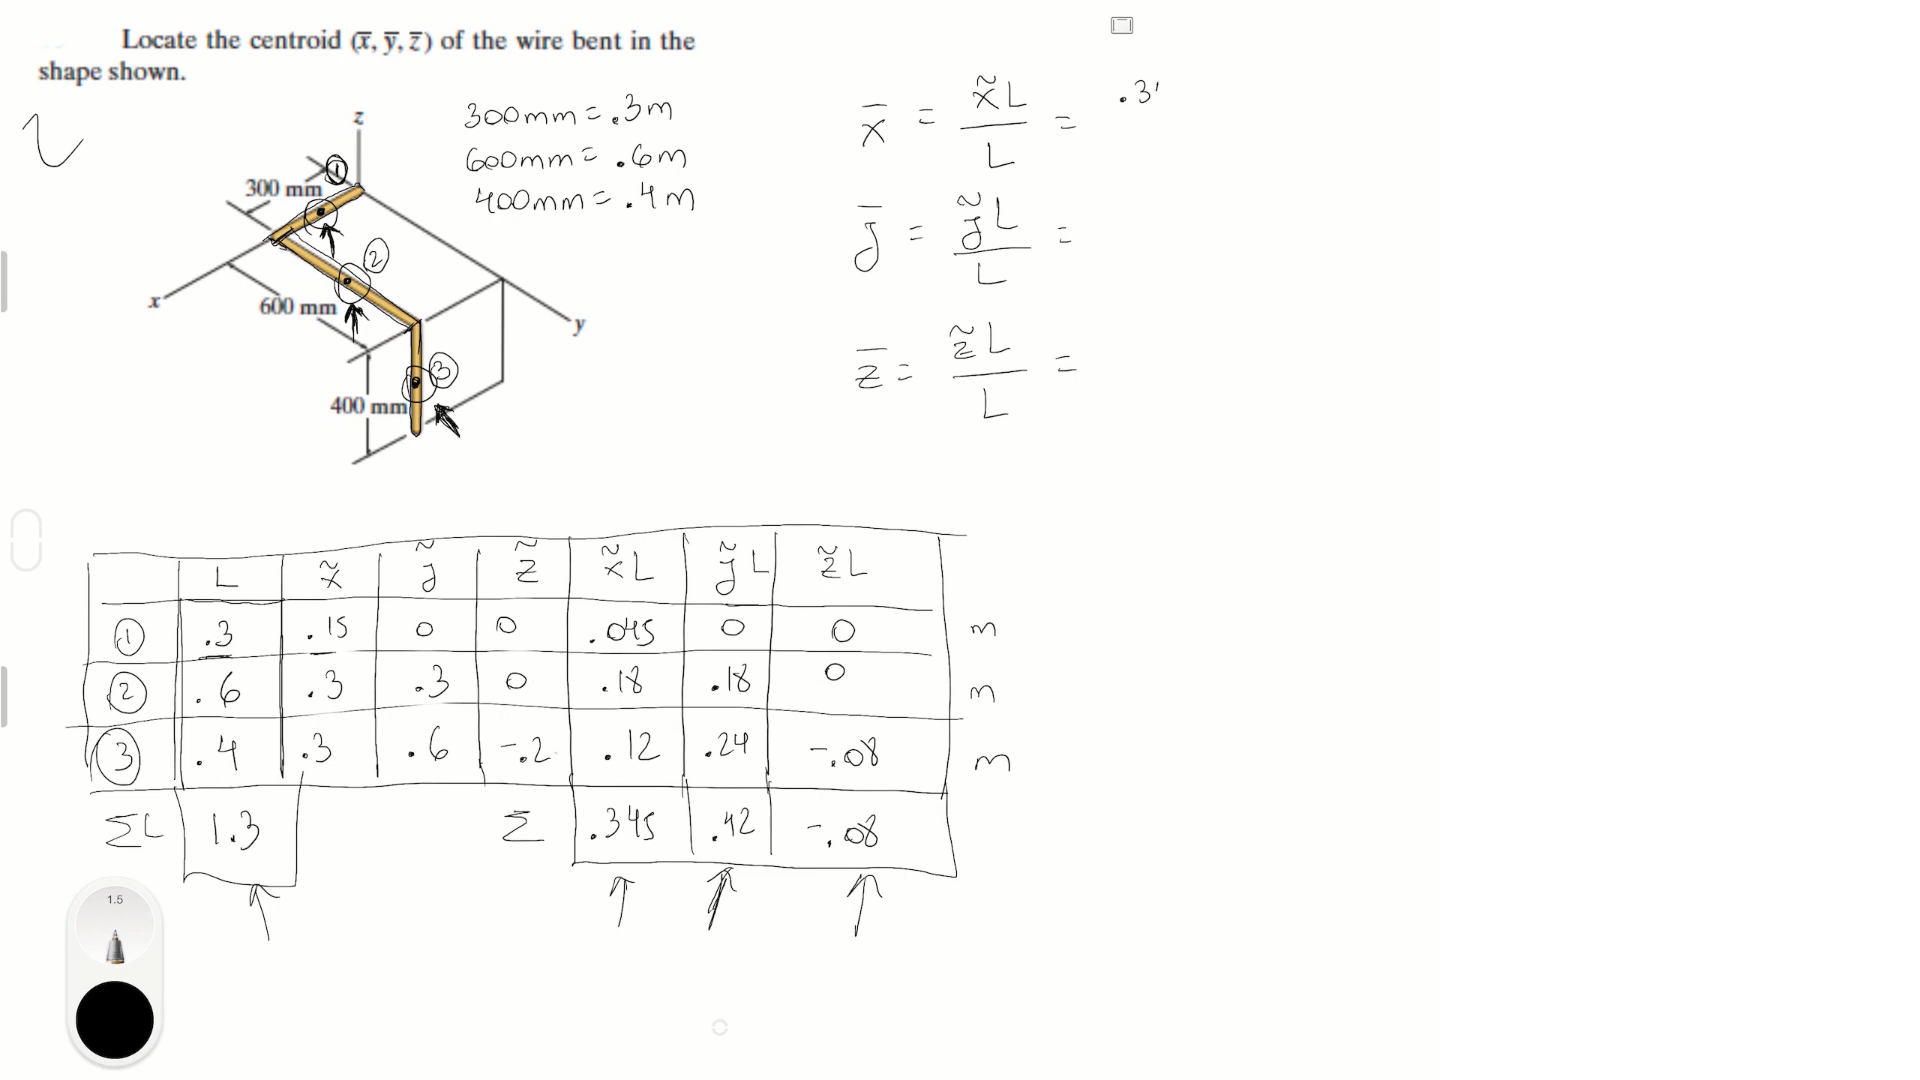 Locate the centroid (x̅, y̅, z̅) of the wire bent in the
shape shown.
300mm = .3m
600mm = .6m
400mm = .4m
z
①
300 mm
②
x
600 mm
y
③
400 mm
x̄ = x̃L / L = .3
ȳ = ỹL / L =
z̄ = z̃L / L =
L x̃ ỹ z̃ x̃L ỹL z̃L
① .3 .15 0 0 .045 0 0 m
② .6 .3 .3 0 .18 .18 0 m
③ .4 .3 .6 -.2 .12 .24 -.08 m
ΣL 1.3 Σ .345 .42 -.08
1.5